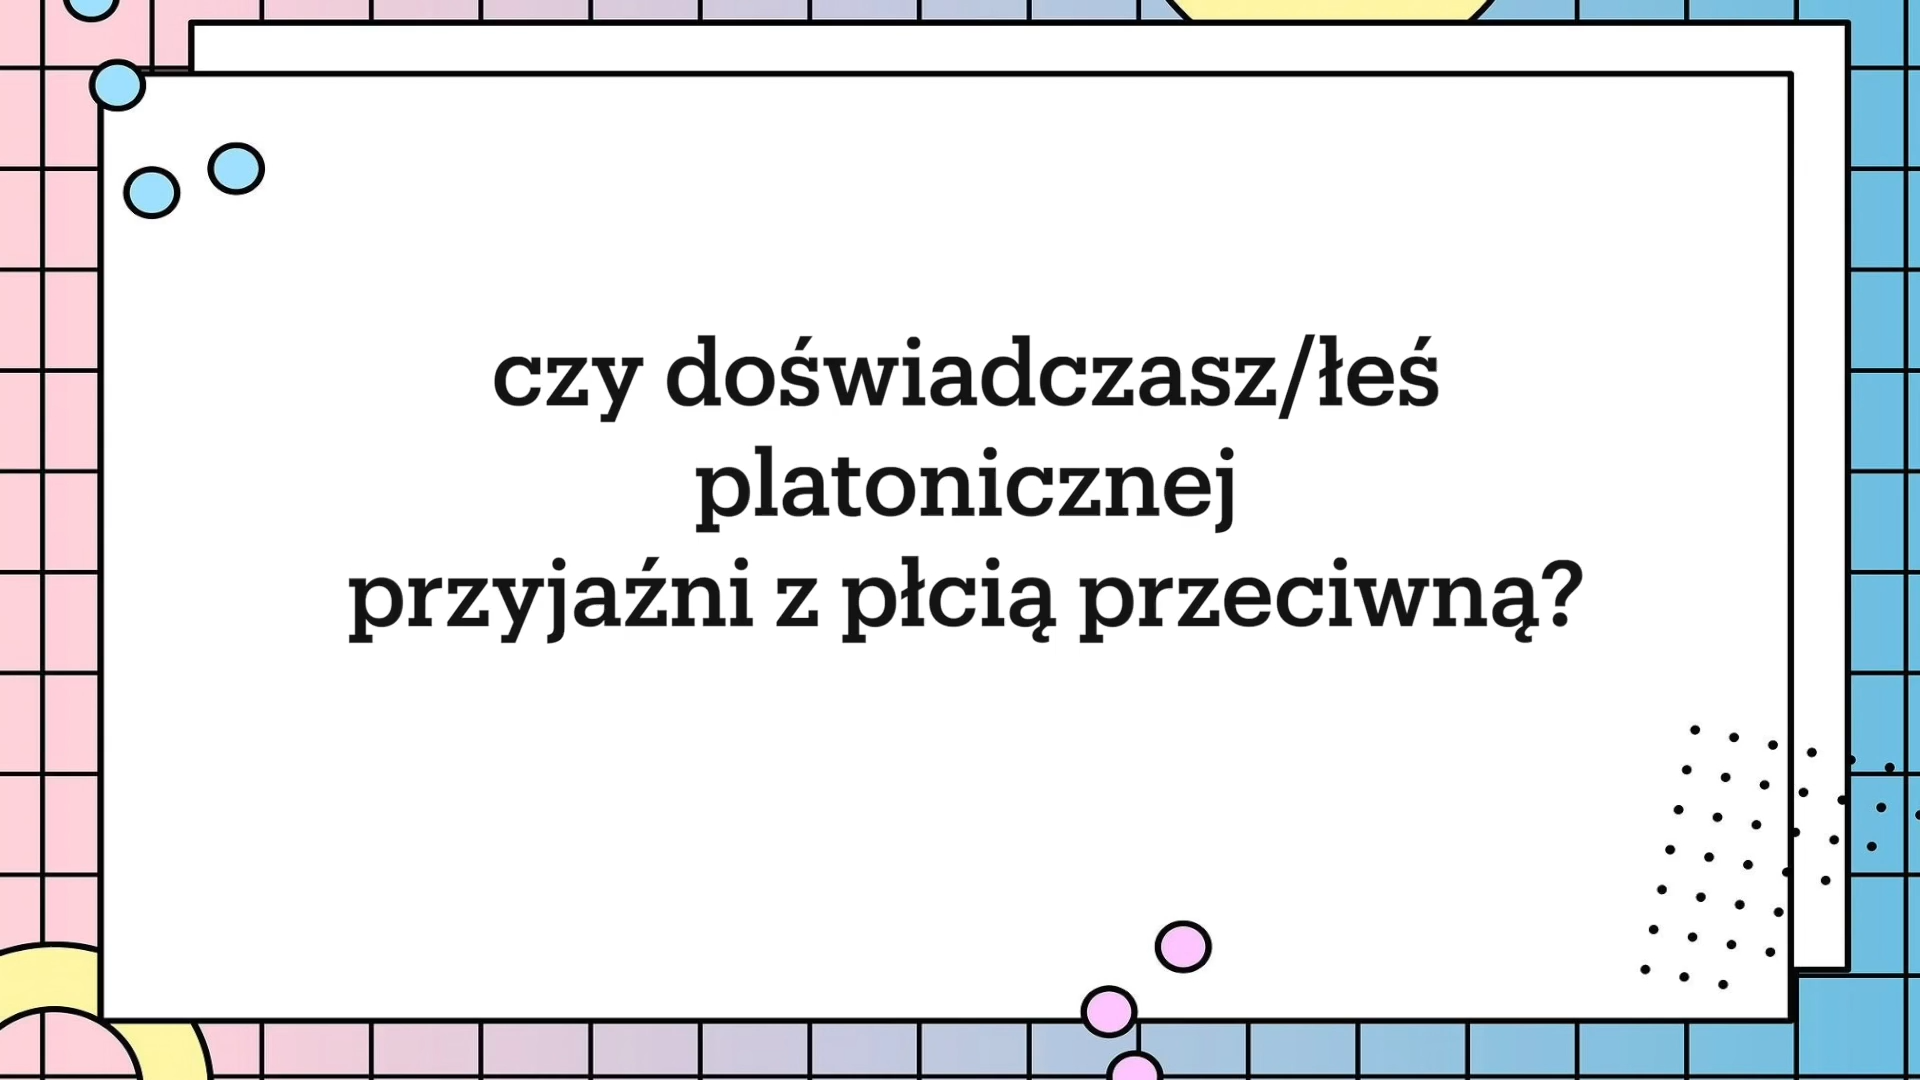 czy doświadczasz/łeś
platonicznej
przyjaźni z płcią przeciwną?